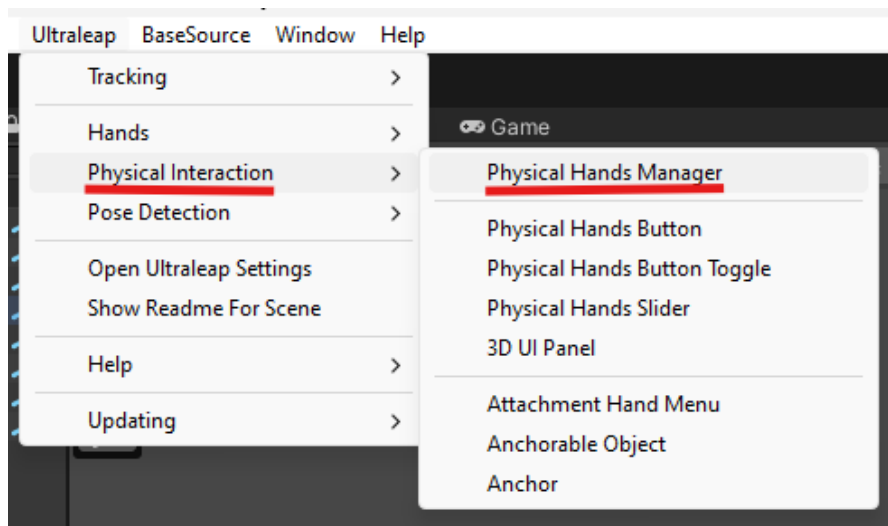 Ultraleap BaseSource Window Help
Tracking
Hands
Physical Interaction
Pose Detection
Open Ultraleap Settings
Show Readme For Scene
Help
Updating
Game
Physical Hands Manager
Physical Hands Button
Physical Hands Button Toggle
Physical Hands Slider
3D UI Panel
Attachment Hand Menu
Anchorable Object
Anchor